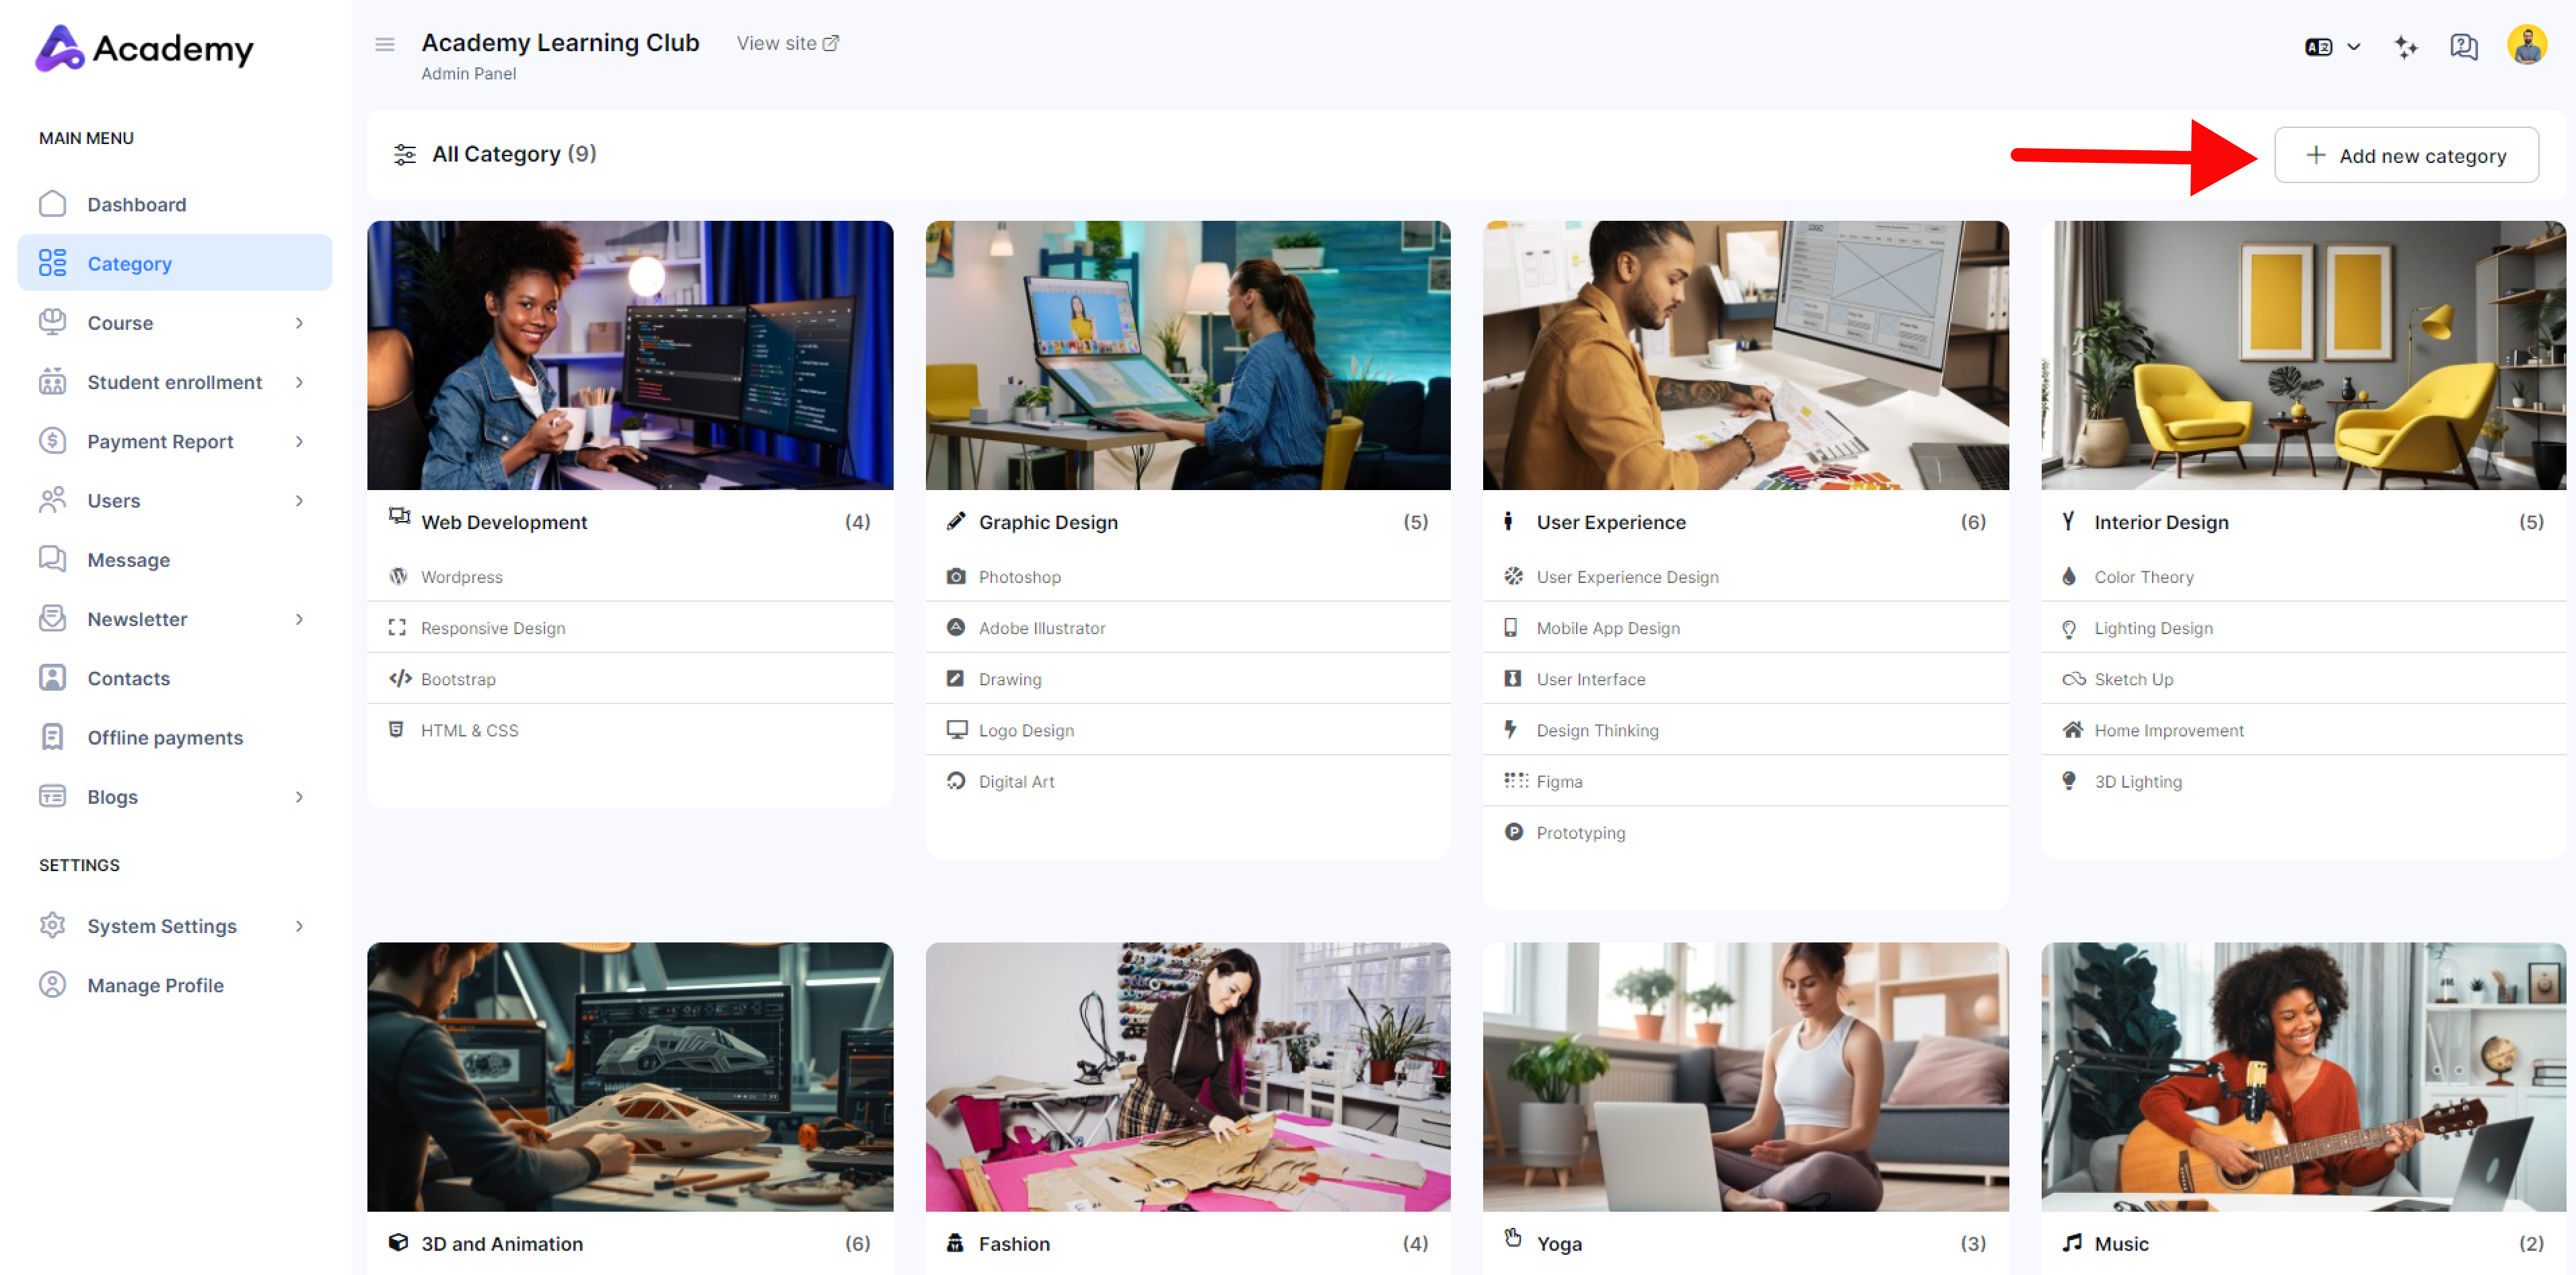 Academy
Academy Learning Club
View site
Admin Panel
MAIN MENU
Dashboard
Category
Course
Student enrollment
Payment Report
Users
Message
Newsletter
Contacts
Offline payments
Blogs
SETTINGS
System Settings
Manage Profile
All Category (9)
Add new category
Web Development (4)
Wordpress
Responsive Design
Bootstrap
HTML & CSS
Graphic Design (5)
Photoshop
Adobe Illustrator
Drawing
Logo Design
Digital Art
LOGO
User Experience (6)
User Experience Design
Mobile App Design
User Interface
Design Thinking
Figma
Prototyping
Interior Design (5)
Color Theory
Lighting Design
Sketch Up
Home Improvement
3D Lighting
3D and Animation (6)
Fashion (4)
Yoga (3)
Music (2)